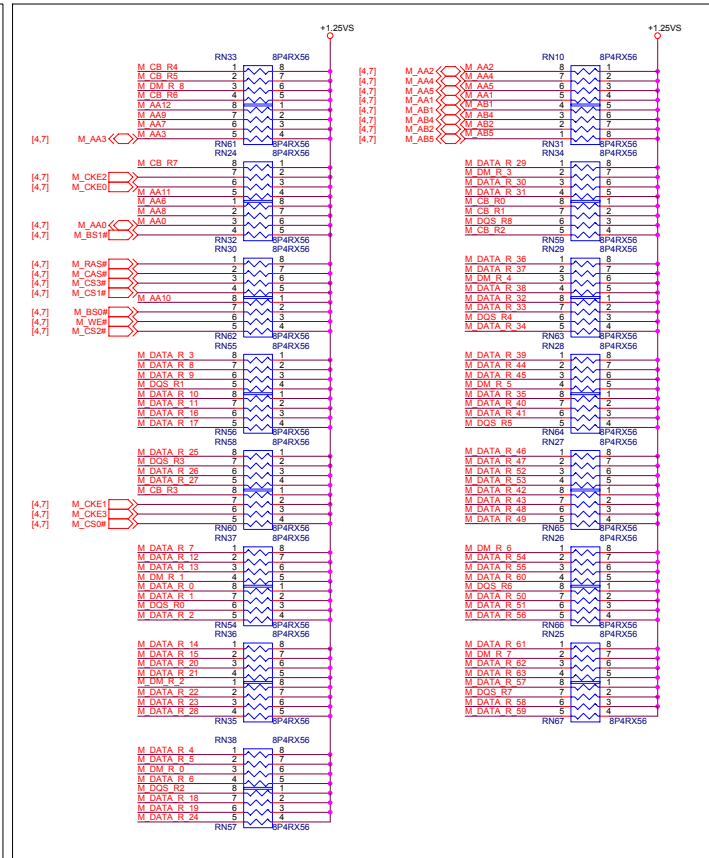 +1.25VS
RN33 8P4RX56
M_CB_R4 1 8
M_CB_R5 2 7
M_DM_R_8 3 6
M_CB_R6 4 5
M_AA12 8 1
M_AA9 7 2
M_AA7 6 3
[4,7] M_AA3 M_AA3 5 4
RN61 8P4RX56
RN24 8P4RX56
M_CB_R7 8 1
[4,7] M_CKE2 7 2
[4,7] M_CKE0 6 3
M_AA11 5 4
M_AA6 1 8
M_AA8 2 7
[4,7] M_AA0 M_AA0 3 6
[4,7] M_BS1# 4 5
RN32 8P4RX56
RN30 8P4RX56
[4,7] M_RAS# 1 8
[4,7] M_CAS# 2 7
[4,7] M_CS3# 3 6
[4,7] M_CS1# 4 5
M_AA10 8 1
[4,7] M_BS0# 7 2
[4,7] M_WE# 6 3
[4,7] M_CS2# 5 4
RN62 8P4RX56
RN55 8P4RX56
M_DATA_R_3 8 1
M_DATA_R_8 7 2
M_DATA_R_9 6 3
M_DQS_R1 5 4
M_DATA_R_10 8 1
M_DATA_R_11 7 2
M_DATA_R_16 6 3
M_DATA_R_17 5 4
RN56 8P4RX56
RN58 8P4RX56
M_DATA_R_25 8 1
M_DQS_R3 7 2
M_DATA_R_26 6 3
M_DATA_R_27 5 4
M_CB_R3 8 1
[4,7] M_CKE1 7 2
[4,7] M_CKE3 6 3
[4,7] M_CS0# 5 4
RN60 8P4RX56
RN37 8P4RX56
M_DATA_R_7 1 8
M_DATA_R_12 2 7
M_DATA_R_13 3 6
M_DM_R_1 4 5
M_DATA_R_0 8 1
M_DATA_R_1 7 2
M_DQS_R0 6 3
M_DATA_R_2 5 4
RN54 8P4RX56
RN36 8P4RX56
M_DATA_R_14 1 8
M_DATA_R_15 2 7
M_DATA_R_20 3 6
M_DATA_R_21 4 5
M_DM_R_2 1 8
M_DATA_R_22 2 7
M_DATA_R_23 3 6
M_DATA_R_28 4 5
RN35 8P4RX56
RN38 8P4RX56
M_DATA_R_4 1 8
M_DATA_R_5 2 7
M_DM_R_0 3 6
M_DATA_R_6 4 5
M_DQS_R2 8 1
M_DATA_R_18 7 2
M_DATA_R_19 6 3
M_DATA_R_24 5 4
RN57 8P4RX56
+1.25VS
RN10 8P4RX56
[4,7] M_AA2 M_AA2 8 1
[4,7] M_AA4 M_AA4 7 2
[4,7] M_AA5 M_AA5 6 3
[4,7] M_AA1 M_AA1 5 4
[4,7] M_AB1 M_AB1 4 5
[4,7] M_AB4 M_AB4 3 6
[4,7] M_AB2 M_AB2 2 7
[4,7] M_AB5 M_AB5 1 8
RN31 8P4RX56
RN34 8P4RX56
M_DATA_R_29 1 8
M_DM_R_3 2 7
M_DATA_R_30 3 6
M_DATA_R_31 4 5
M_CB_R0 8 1
M_CB_R1 7 2
M_DQS_R8 6 3
M_CB_R2 5 4
RN59 8P4RX56
RN29 8P4RX56
M_DATA_R_36 1 8
M_DATA_R_37 2 7
M_DM_R_4 3 6
M_DATA_R_38 4 5
M_DATA_R_32 8 1
M_DATA_R_33 7 2
M_DQS_R4 6 3
M_DATA_R_34 5 4
RN63 8P4RX56
RN28 8P4RX56
M_DATA_R_39 1 8
M_DATA_R_44 2 7
M_DATA_R_45 3 6
M_DM_R_5 4 5
M_DATA_R_35 8 1
M_DATA_R_40 7 2
M_DATA_R_41 6 3
M_DQS_R5 5 4
RN64 8P4RX56
RN27 8P4RX56
M_DATA_R_46 1 8
M_DATA_R_47 2 7
M_DATA_R_52 3 6
M_DATA_R_53 4 5
M_DATA_R_42 8 1
M_DATA_R_43 7 2
M_DATA_R_48 6 3
M_DATA_R_49 5 4
RN65 8P4RX56
RN26 8P4RX56
M_DM_R_6 1 8
M_DATA_R_54 2 7
M_DATA_R_55 3 6
M_DATA_R_60 4 5
M_DQS_R6 8 1
M_DATA_R_50 7 2
M_DATA_R_51 6 3
M_DATA_R_56 5 4
RN66 8P4RX56
RN25 8P4RX56
M_DATA_R_61 1 8
M_DM_R_7 2 7
M_DATA_R_62 3 6
M_DATA_R_63 4 5
M_DATA_R_57 8 1
M_DQS_R7 7 2
M_DATA_R_58 6 3
M_DATA_R_59 5 4
RN67 8P4RX56